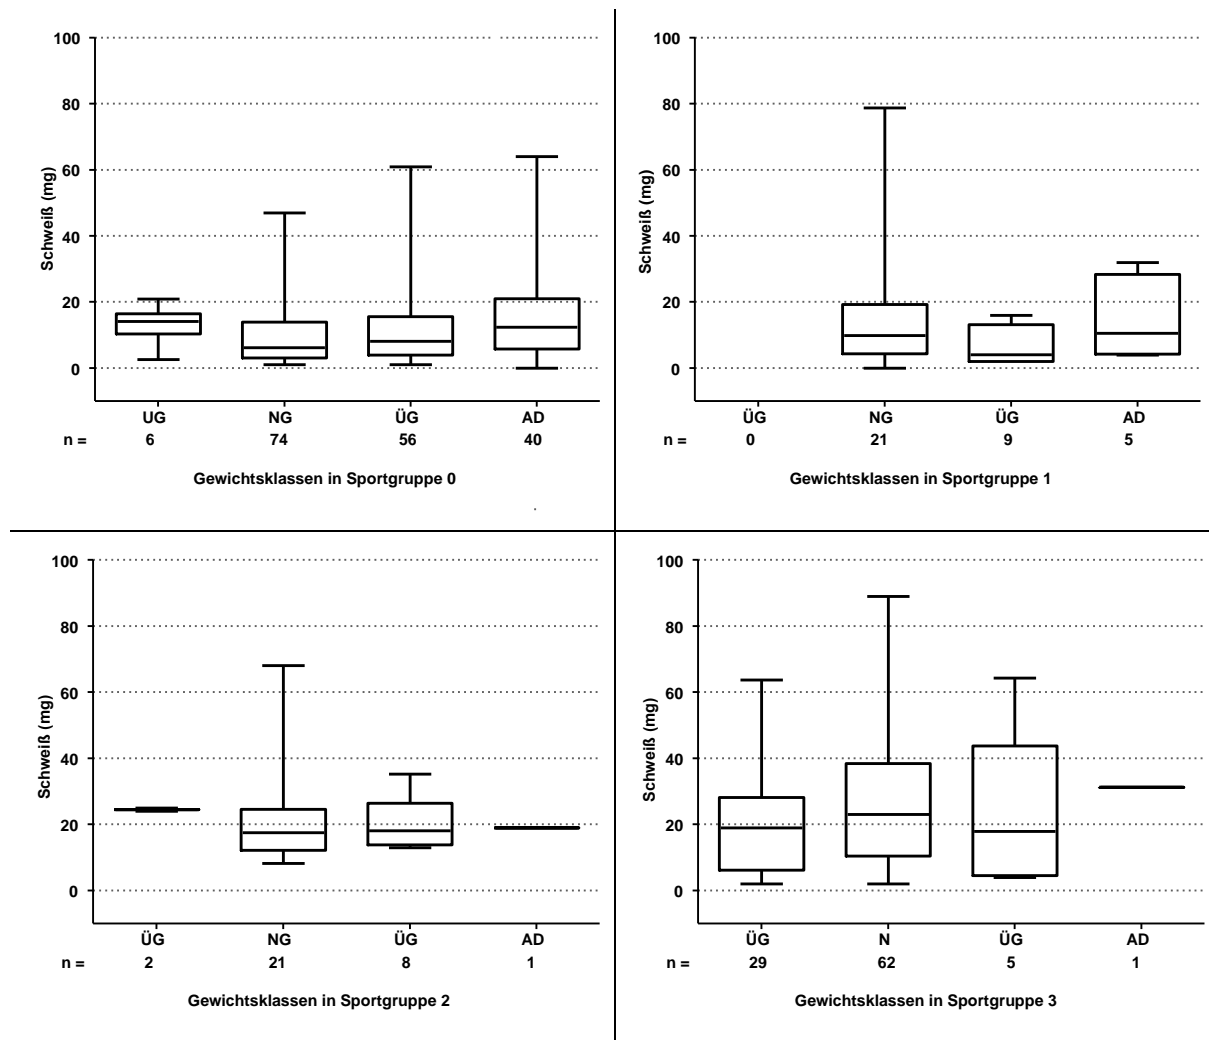 100
80
60
40
20
0
Schweiß (mg)
UG NG ÜG AD
n = 6 74 56 40
Gewichtsklassen in Sportgruppe 0
100
80
60
40
20
0
Schweiß (mg)
ÜG NG ÜG AD
n = 0 21 9 5
Gewichtsklassen in Sportgruppe 1
100
80
60
40
20
0
Schweiß (mg)
ÜG NG ÜG AD
n = 2 21 8 1
Gewichtsklassen in Sportgruppe 2
100
80
60
40
20
0
Schweiß (mg)
ÜG N ÜG AD
n = 29 62 5 1
Gewichtsklassen in Sportgruppe 3